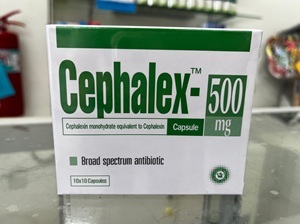 Cephalex-™ 500 mg
Cephalexin monohydrate equivalent to Cephalexin
Capsule
Broad spectrum antibiotic
10x10 Capsules